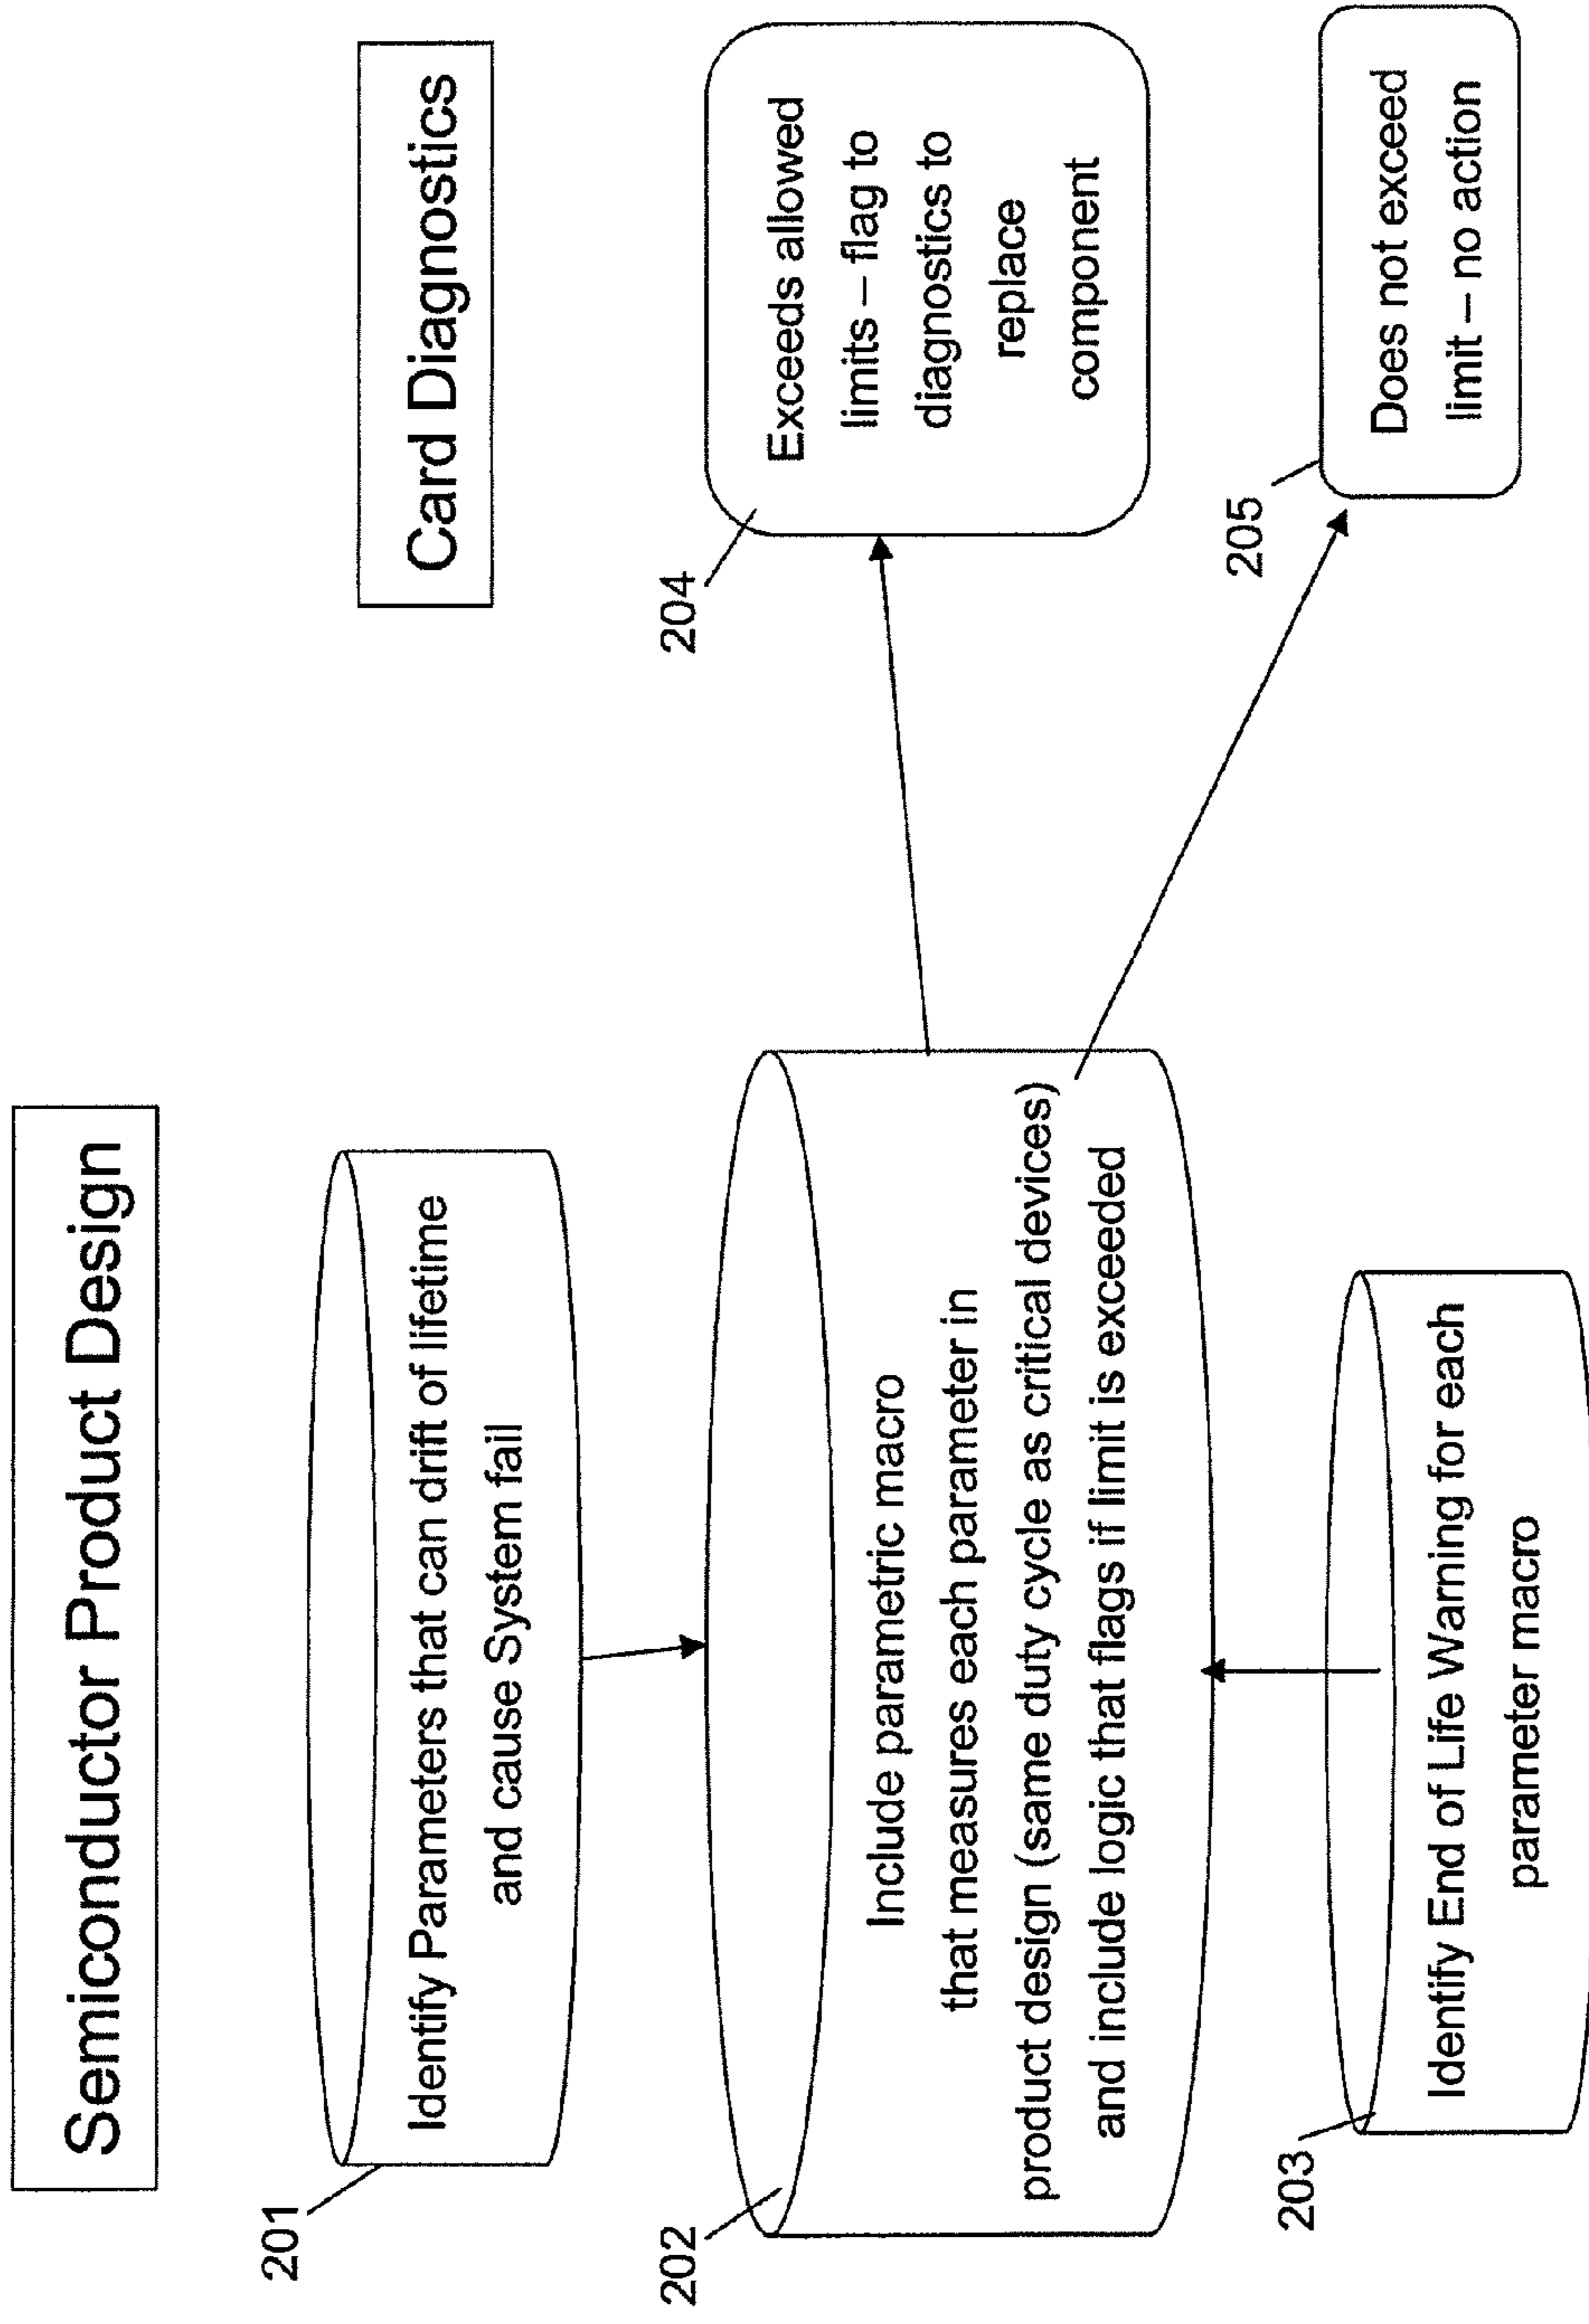 Semiconductor Product Design
Card Diagnostics
201
Identify Parameters that can drift of lifetime
and cause System fail
202
Include parametric macro
that measures each parameter in
product design (same duty cycle as critical devices)
and include logic that flags if limit is exceeded
203
Identify End of Life Warning for each
parameter macro
204
Exceeds allowed
limits – flag to
diagnostics to
replace
component
205
Does not exceed
limit – no action